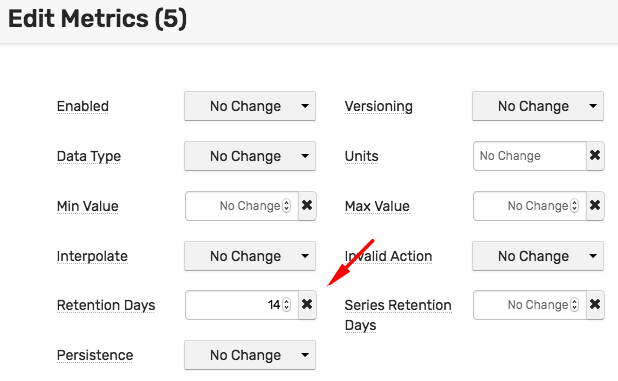 Edit Metrics (5)
Enabled No Change Versioning No Change
Data Type No Change Units No Change
Min Value No Change Max Value No Change
Interpolate No Change Invalid Action No Change
Retention Days 14 Series Retention Days No Change
Persistence No Change